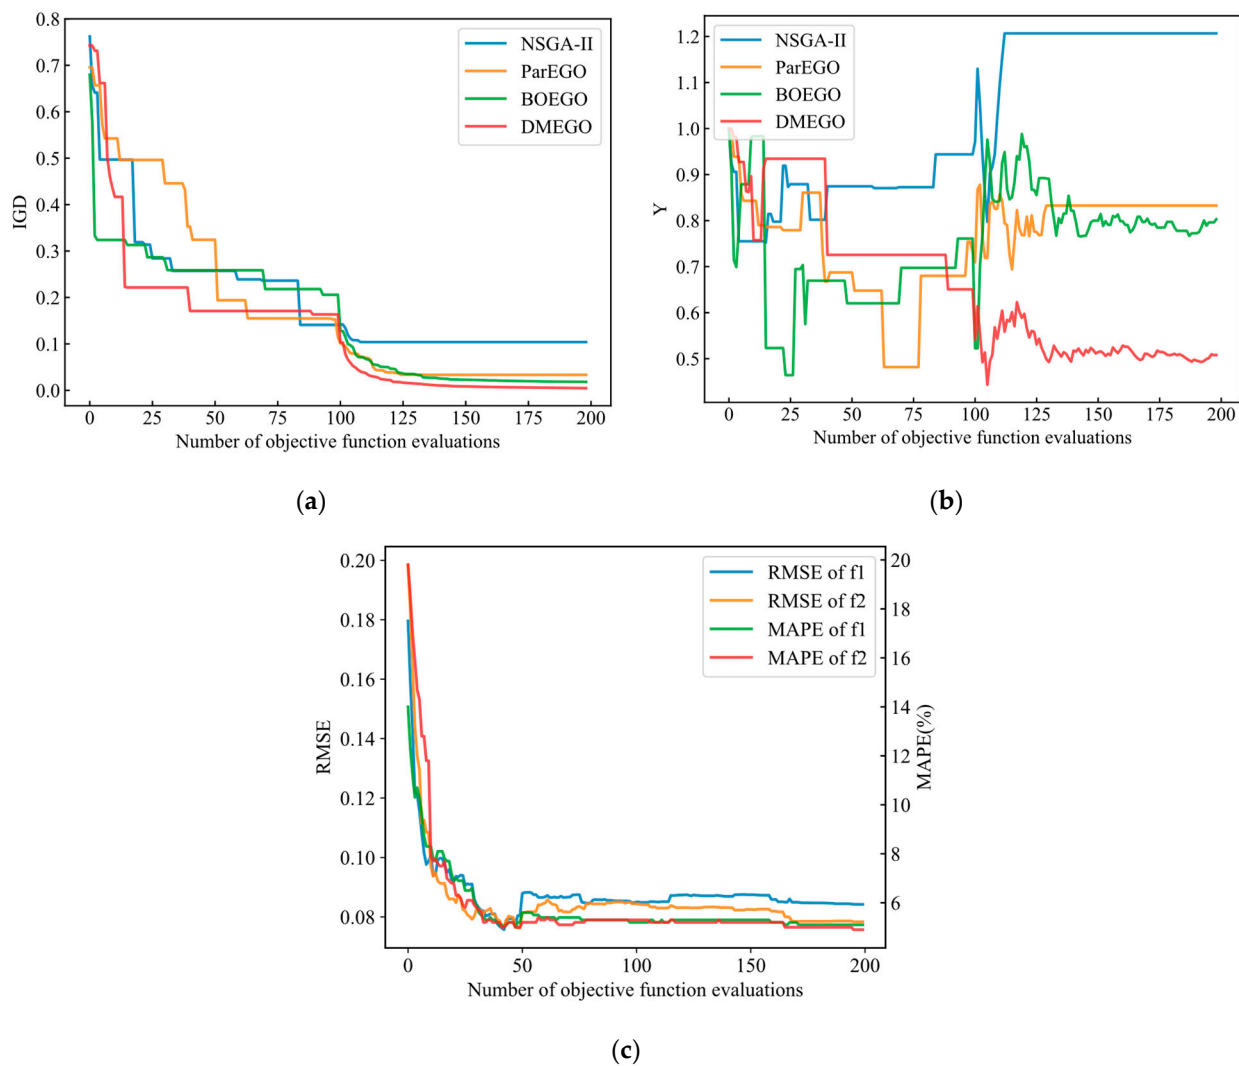 0.8
0.7
0.6
0.5
0.4
0.3
0.2
0.1
0.0
IGD
NSGA-II
ParEGO
BOEGO
DMEGO
0 25 50 75 100 125 150 175 200
Number of objective function evaluations
(a)
1.2
1.1
1.0
0.9
0.8
0.7
0.6
0.5
Y
NSGA-II
ParEGO
BOEGO
DMEGO
0 25 50 75 100 125 150 175 200
Number of objective function evaluations
(b)
0.20
0.18
0.16
0.14
0.12
0.10
0.08
RMSE
RMSE of f1
RMSE of f2
MAPE of f1
MAPE of f2
20
18
16
14
12
10
8
6
MAPE(%)
0 50 100 150 200
Number of objective function evaluations
(c)